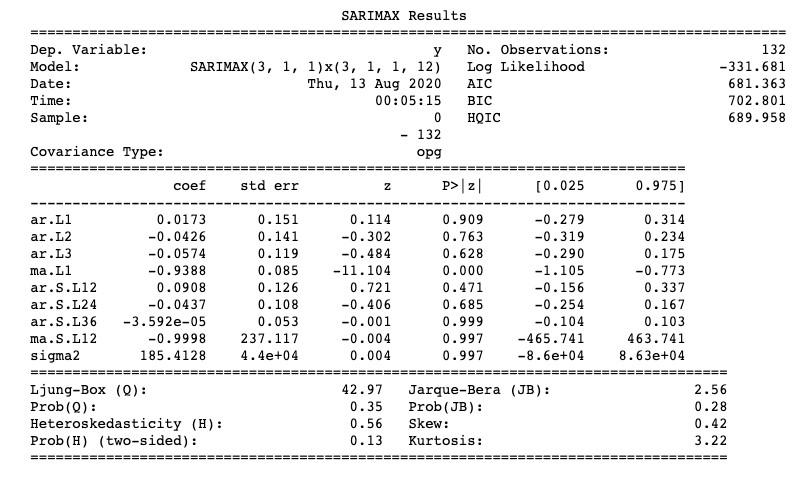 SARIMAX Results
==========================================================================================
Dep. Variable: y No. Observations: 132
Model: SARIMAX(3, 1, 1)x(3, 1, 1, 12) Log Likelihood -331.681
Date: Thu, 13 Aug 2020 AIC 681.363
Time: 00:05:15 BIC 702.801
Sample: 0 HQIC 689.958
- 132
Covariance Type: opg
==============================================================================
coef std err z P>|z| [0.025 0.975]
------------------------------------------------------------------------------
ar.L1 0.0173 0.151 0.114 0.909 -0.279 0.314
ar.L2 -0.0426 0.141 -0.302 0.763 -0.319 0.234
ar.L3 -0.0574 0.119 -0.484 0.628 -0.290 0.175
ma.L1 -0.9388 0.085 -11.104 0.000 -1.105 -0.773
ar.S.L12 0.0908 0.126 0.721 0.471 -0.156 0.337
ar.S.L24 -0.0437 0.108 -0.406 0.685 -0.254 0.167
ar.S.L36 -3.592e-05 0.053 -0.001 0.999 -0.104 0.103
ma.S.L12 -0.9998 237.117 -0.004 0.997 -465.741 463.741
sigma2 185.4128 4.4e+04 0.004 0.997 -8.6e+04 8.63e+04
===================================================================================
Ljung-Box (Q): 42.97 Jarque-Bera (JB): 2.56
Prob(Q): 0.35 Prob(JB): 0.28
Heteroskedasticity (H): 0.56 Skew: 0.42
Prob(H) (two-sided): 0.13 Kurtosis: 3.22
===================================================================================